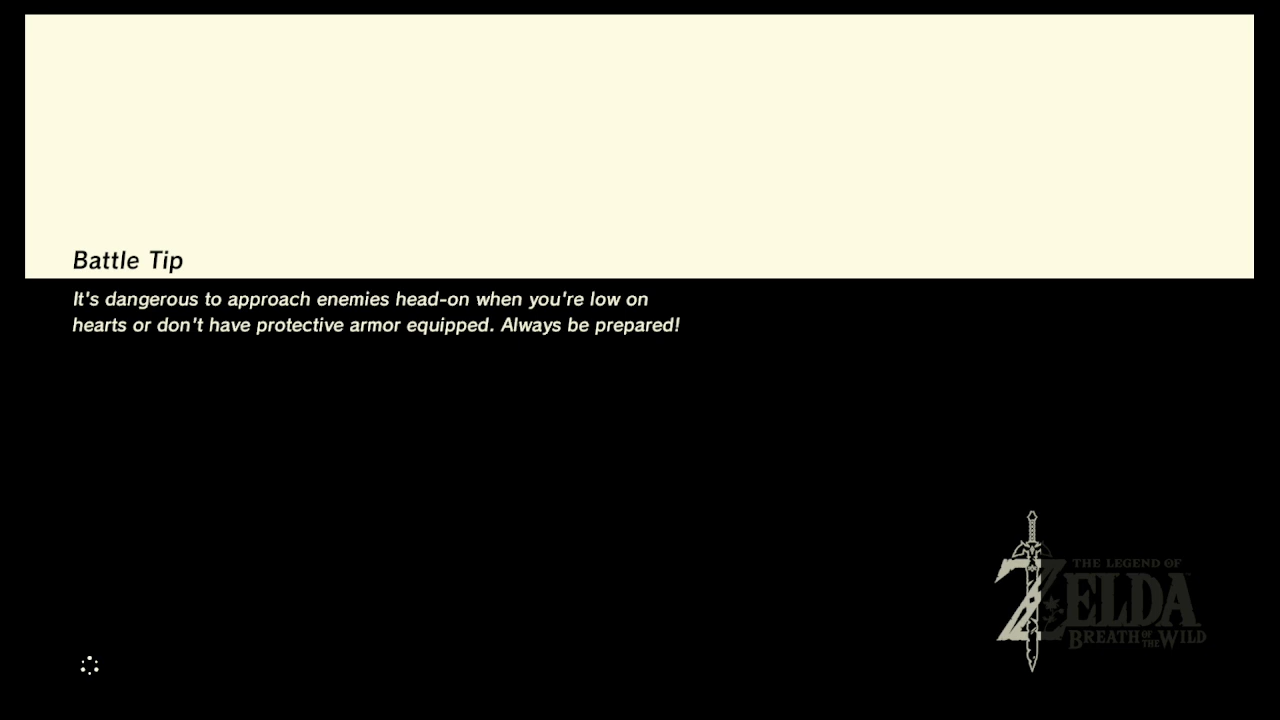 Battle Tip
It's dangerous to approach enemies head-on when you're low on
hearts or don't have protective armor equipped. Always be prepared!
THE LEGEND OF
ZELDA
BREATH OF THE WILD